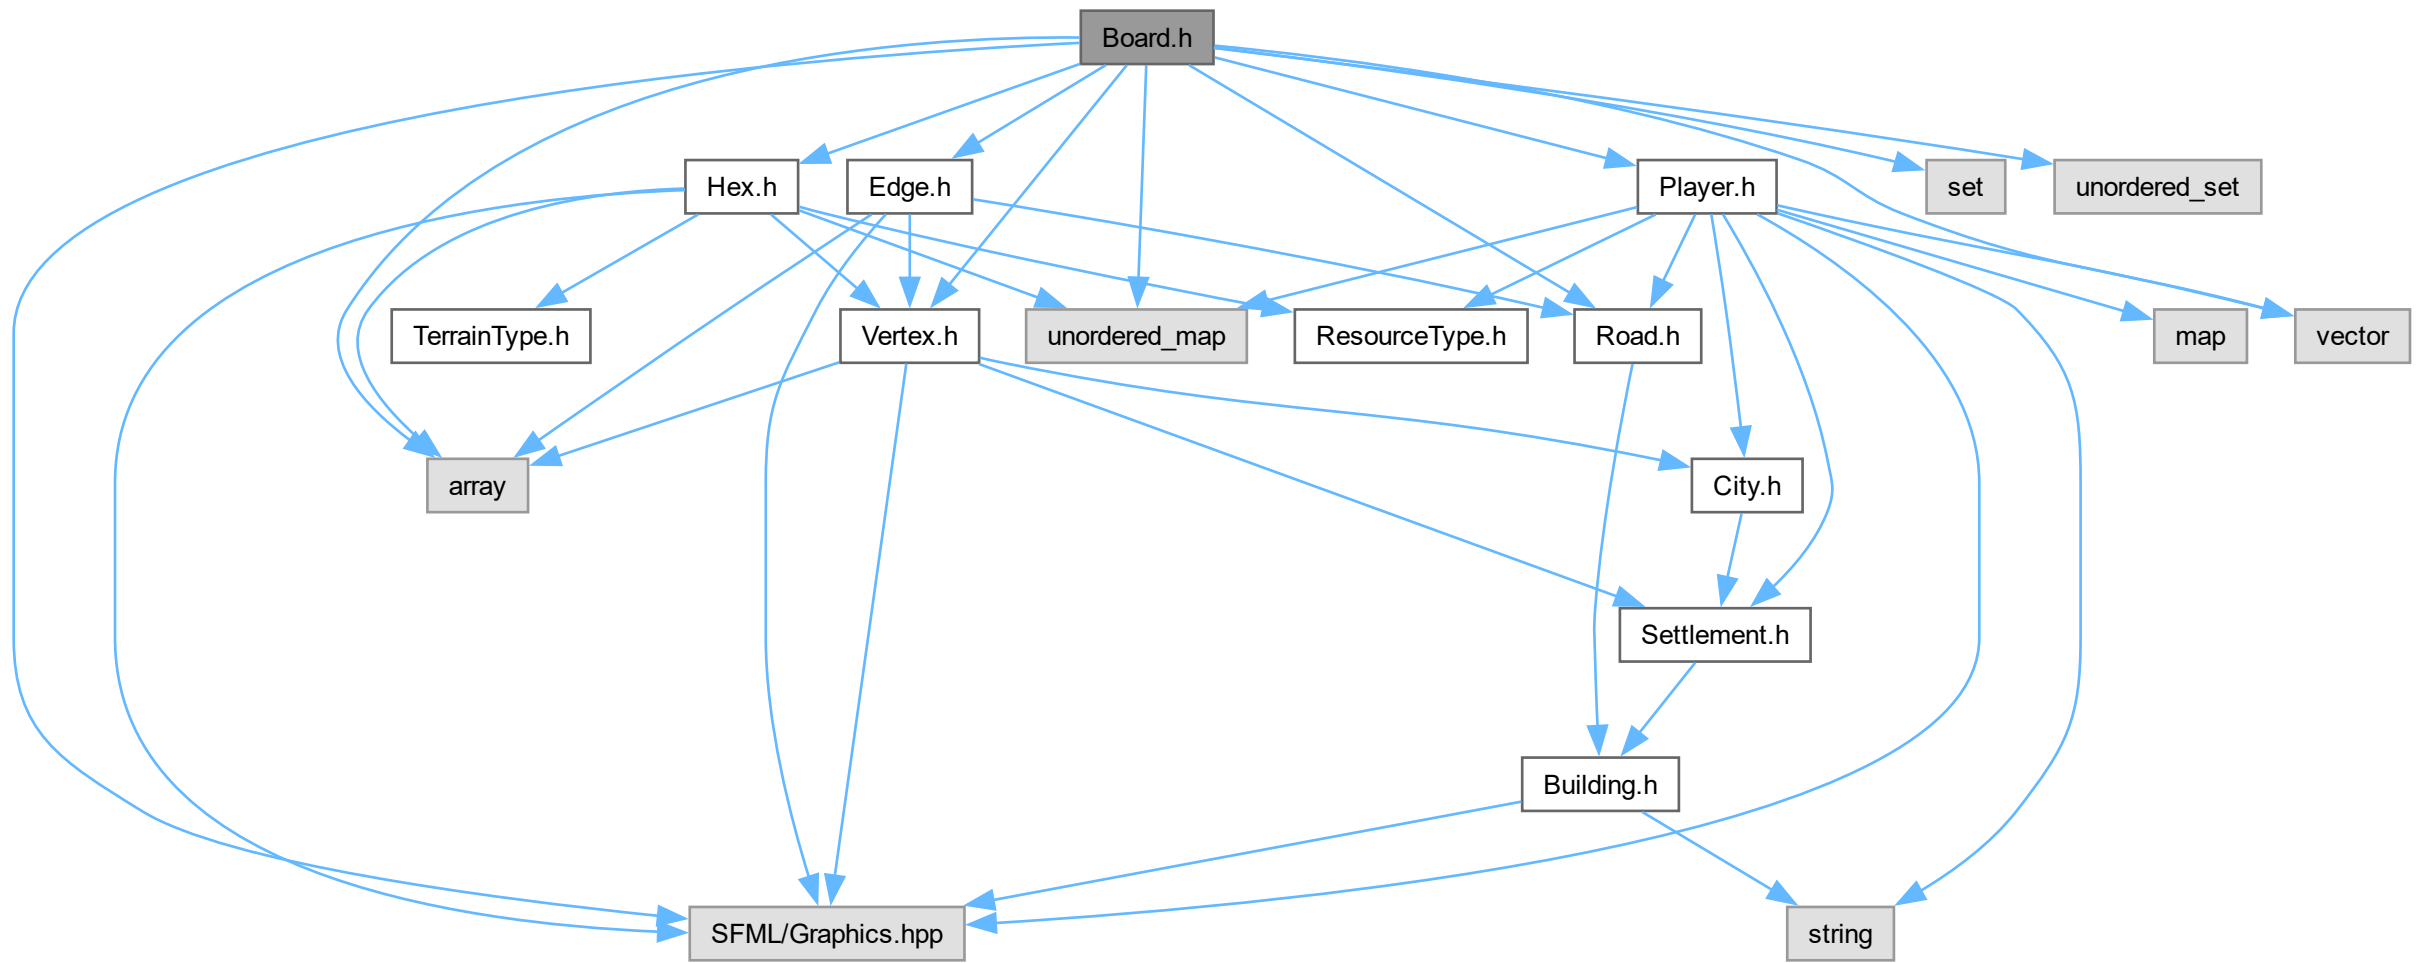 Board.h
Hex.h
Edge.h
Player.h
set
unordered_set
TerrainType.h
Vertex.h
unordered_map
ResourceType.h
Road.h
map
vector
array
City.h
Settlement.h
Building.h
SFML/Graphics.hpp
string